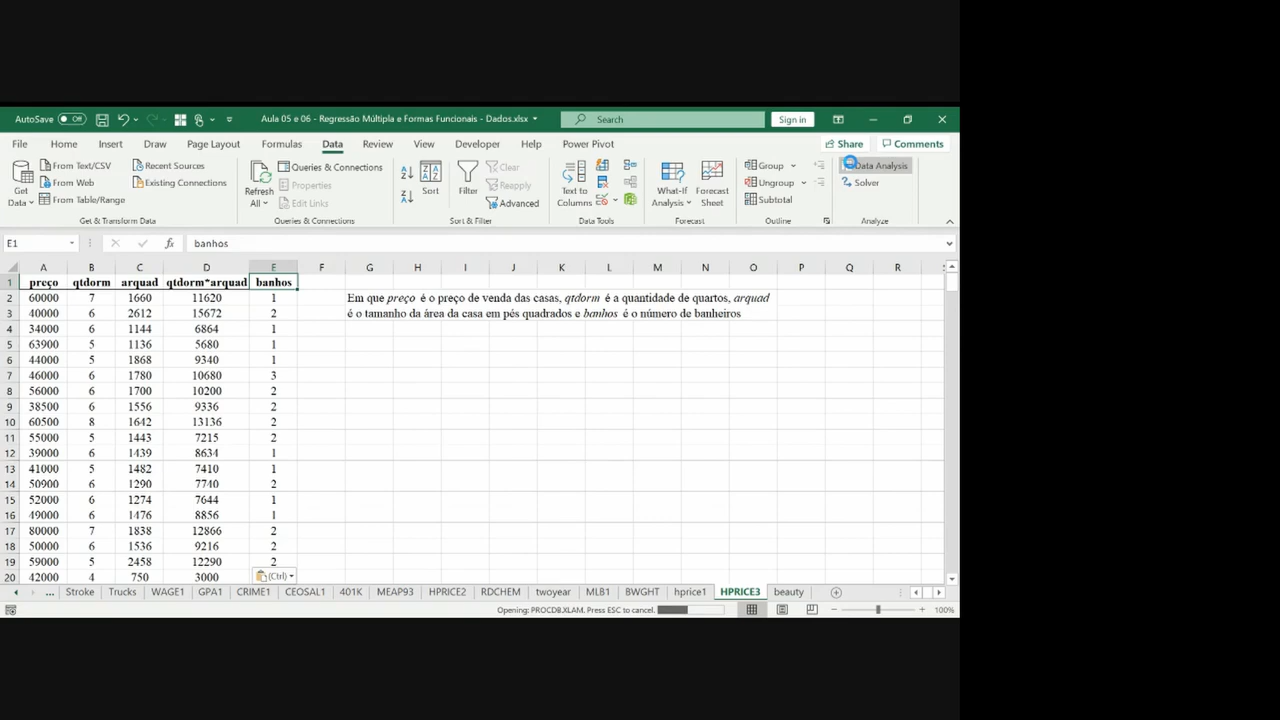 AutoSave Off Aula 05 e 06 - Regressão Múltipla e Formas Funcionais - Dados.xlsx Search Sign in
File Home Insert Draw Page Layout Formulas Data Review View Developer Help Power Pivot Share Comments
Get Data From Text/CSV From Web From Table/Range Recent Sources Existing Connections
Refresh All Queries & Connections Properties Edit Links
Sort Filter Clear Reapply Advanced
Text to Columns What-If Analysis Forecast Sheet
Group Ungroup Subtotal Data Analysis Solver
Get & Transform Data Queries & Connections Sort & Filter Data Tools Forecast Outline Analyze
E1 fx banhos
A B C D E F G H I J K L M N O P Q R
1 preço qtdorm arquad qtdorm*arquad banhos
2 60000 7 1660 11620 1 Em que preço é o preço de venda das casas, qtdorm é a quantidade de quartos, arquad
3 40000 6 2612 15672 2 é o tamanho da área da casa em pés quadrados e banhos é o número de banheiros
4 34000 6 1144 6864 1
5 63900 5 1136 5680 1
6 44000 5 1868 9340 1
7 46000 6 1780 10680 3
8 56000 6 1700 10200 2
9 38500 6 1556 9336 2
10 60500 8 1642 13136 2
11 55000 5 1443 7215 2
12 39000 6 1439 8634 1
13 41000 5 1482 7410 1
14 50900 6 1290 7740 2
15 52000 6 1274 7644 1
16 49000 6 1476 8856 1
17 80000 7 1838 12866 2
18 50000 6 1536 9216 2
19 59000 5 2458 12290 2
20 42000 4 750 3000 (Ctrl)
... Stroke Trucks WAGE1 GPA1 CRIME1 CEOSAL1 401K MEAP93 HPRICE2 RDCHEM twoyear MLB1 BWGHT hprice1 HPRICE3 beauty
Opening: PROCDB.XLAM. Press ESC to cancel. 100%